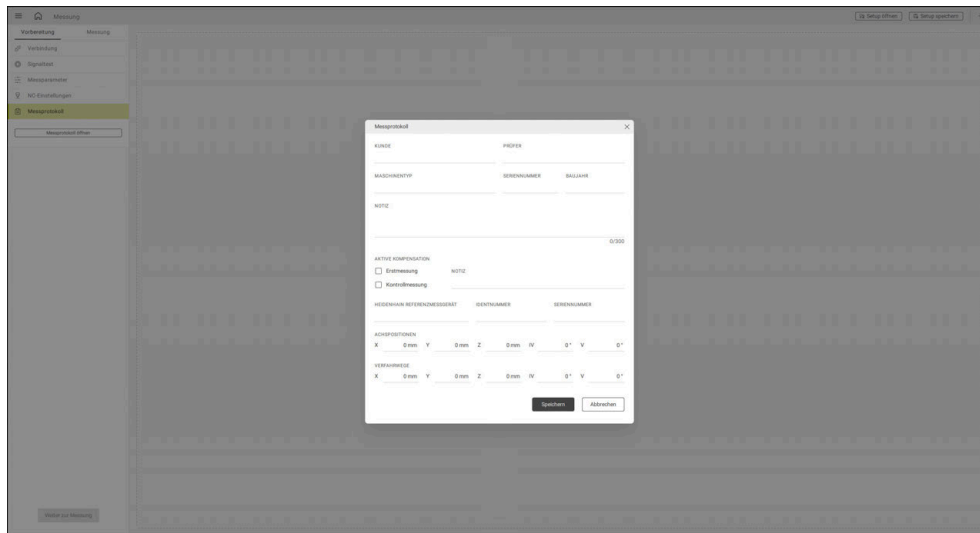 Messung
Setup öffnen
Setup speichern
Vorbereitung Messung
Verbindung
Signaltest
Messparameter
NC-Einstellungen
Messprotokoll
Messprotokoll öffnen
Weiter zur Messung
Messprotokoll
KUNDE PRÜFER
MASCHINENTYP SERIENNUMMER BAUJAHR
NOTIZ
0/300
AKTIVE KOMPENSATION
Erstmessung NOTIZ
Kontrollmessung
HEIDENHAIN REFERENZMESSGERÄT IDENTNUMMER SERIENNUMMER
ACHSPOSITIONEN
X 0 mm Y 0 mm Z 0 mm IV 0 ° V 0 °
VERFAHRWEGE
X 0 mm Y 0 mm Z 0 mm IV 0 ° V 0 °
Speichern Abbrechen